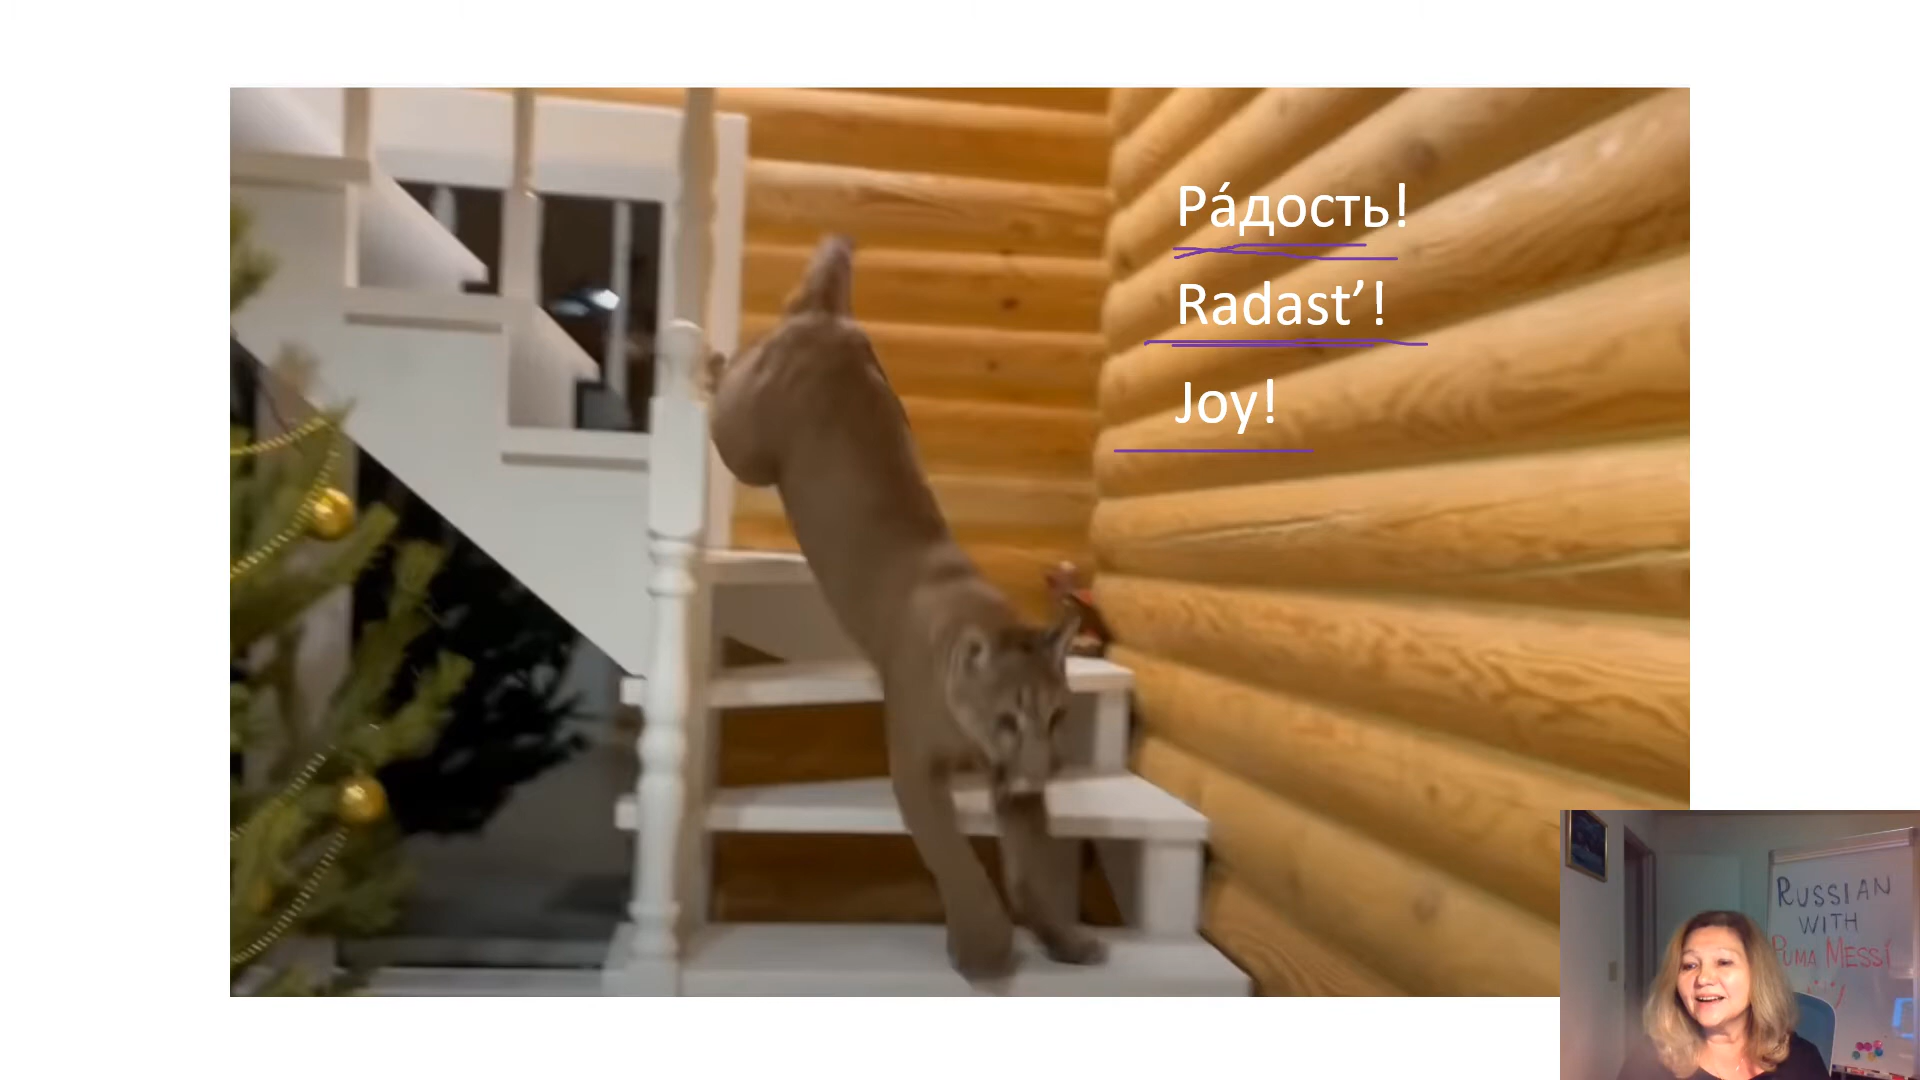 Ра́дость!
Radast’!
Joy!
RUSSIAN
WITH
PUMA MESSI